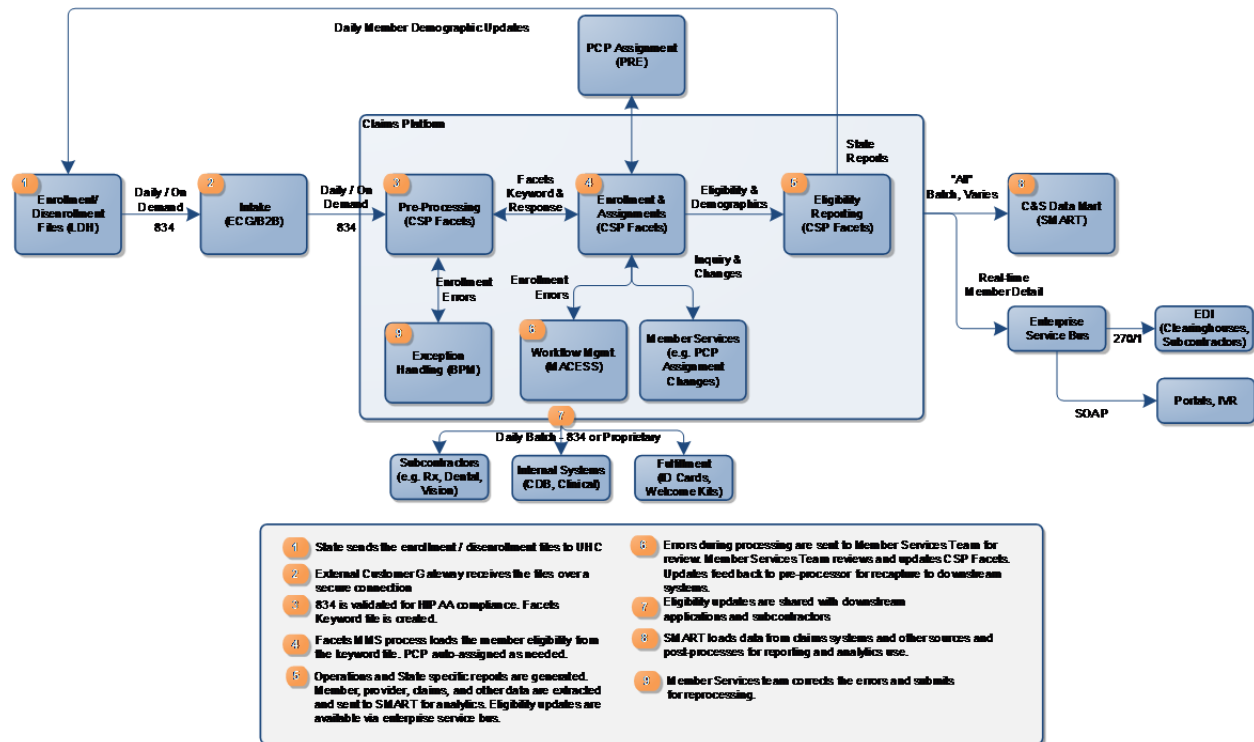 Daily Member Demographic Updates
PCP Assignment
(PRE)
Claims Platform
State
Reports
1
Enrollment/
Disenrollment
Files (LDH)
Daily / On
Demand
834
2
Intake
(ECG/B2B)
Daily / On
Demand
834
3
Pre-Processing
(CSP Facets)
Facets
Keyword &
Response
4
Enrollment &
Assignments
(CSP Facets)
Eligibility &
Demographics
5
Eligibility
Reporting
(CSP Facets)
"All"
Batch, Varies
8
C&S Data Mart
(SMART)
Enrollment
Errors
Enrollment
Errors
Inquiry &
Changes
Real-time
Member Detail
9
Exception
Handling (BPM)
6
Workflow Mgmt.
(MACESS)
Member Services
(e.g. PCP
Assignment
Changes)
Enterprise
Service Bus
270/1
EDI
(Clearinghouses,
Subcontractors)
SOAP
Portals, IVR
7
Daily Batch - 834 or Proprietary
Subcontractors
(e.g. Rx, Dental,
Vision)
Internal Systems
(CDB, Clinical)
Fulfillment
(ID Cards,
Welcome Kits)
1 State sends the enrollment / disenrollment files to UHC
2 External Customer Gateway receives the files over a
secure connection
3 834 is validated for HIPAA compliance. Facets
Keyword file is created.
4 Facets MMS process loads the member eligibility from
the keyword file. PCP auto-assigned as needed.
5 Operations and State specific reports are generated.
Member, provider, claims, and other data are extracted
and sent to SMART for analytics. Eligibility updates are
available via enterprise service bus.
6 Errors during processing are sent to Member Services Team for
review. Member Services Team reviews and updates CSP Facets.
Updates feedback to pre-processor for recapture to downstream
systems.
7 Eligibility updates are shared with downstream
applications and subcontractors
8 SMART loads data from claims systems and other sources and
post-processes for reporting and analytics use.
9 Member Services team corrects the errors and submits
for reprocessing.